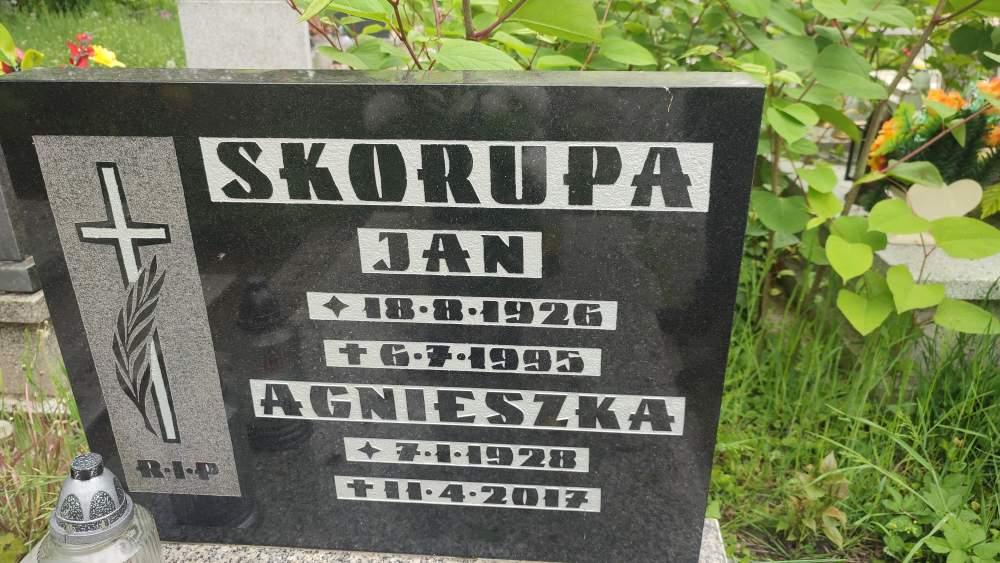 SKORUPA
JAN
✦ 18·8·1926
✝ 6·7·1995
AGNIESZKA
✦ 7·1·1928
✝ 11·4·2017
R·I·P